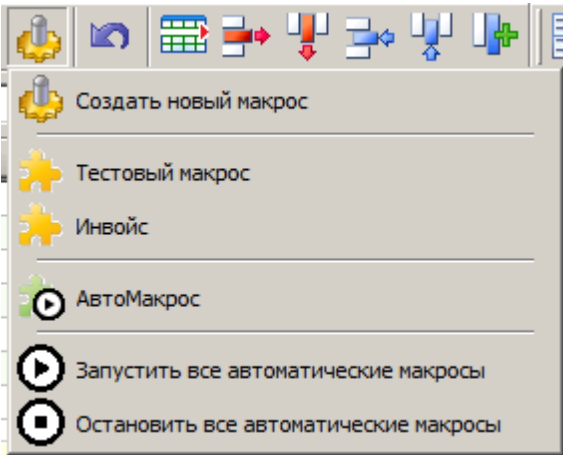 Создать новый макрос
Тестовый макрос
Инвойс
АвтоМакрос
Запустить все автоматические макросы
Остановить все автоматические макросы